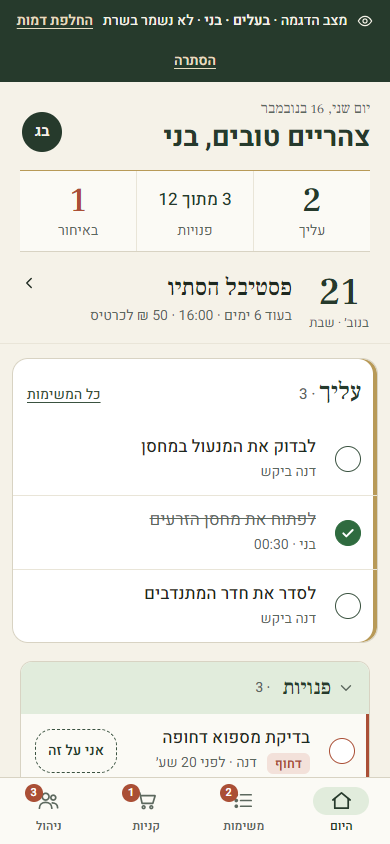 מצב הדגמה · בעלים · בני · לא נשמר בשרת החלפת דמות
הסתרה
יום שני, 16 בנובמבר
צהריים טובים, בני
בג
2
עליך
3 מתוך 12
פנויות
1
באיחור
21
בנוב׳ · שבת
פסטיבל הסתיו
בעוד 6 ימים · 16:00 · 50 ₪ לכרטיס
עליך · 3
כל המשימות
לבדוק את המנעול במחסן
דנה ביקש
לפתוח את מחסן הזרעים
בני · 00:30
לסדר את חדר המתנדבים
דנה ביקש
פנויות · 3
בדיקת מספוא דחופה
דחוף דנה · לפני 20 שע׳
אני על זה
היום
2
משימות
1
קניות
3
ניהול